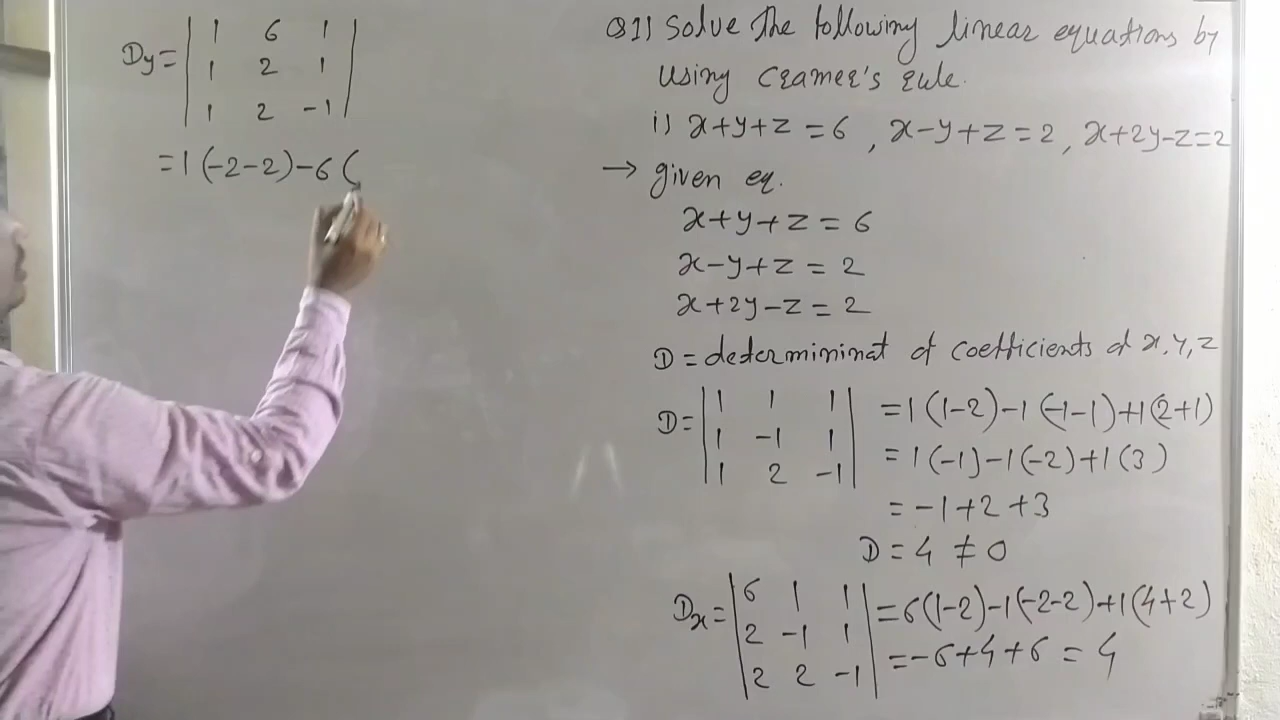 Dy = | 1 6 1 |
| 1 2 1 |
| 1 2 -1 |
= 1 (-2-2) - 6 (
Q1) Solve the following linear equations by
using Cramer's rule.
i) x+y+z = 6 , x-y+z = 2 , x+2y-z=2
→ given eq.
x+y+z = 6
x-y+z = 2
x+2y-z = 2
D = determininat of coefficients of x, y, z
D = | 1 1 1 | = 1 (1-2) -1 (-1-1) +1 (2+1)
| 1 -1 1 | = 1 (-1) -1 (-2) +1 (3)
| 1 2 -1 |
= -1+2+3
D = 4 ≠ 0
Dx = | 6 1 1 | = 6 (1-2) -1 (-2-2) +1 (4+2)
| 2 -1 1 | = -6+4+6 = 4
| 2 2 -1 |